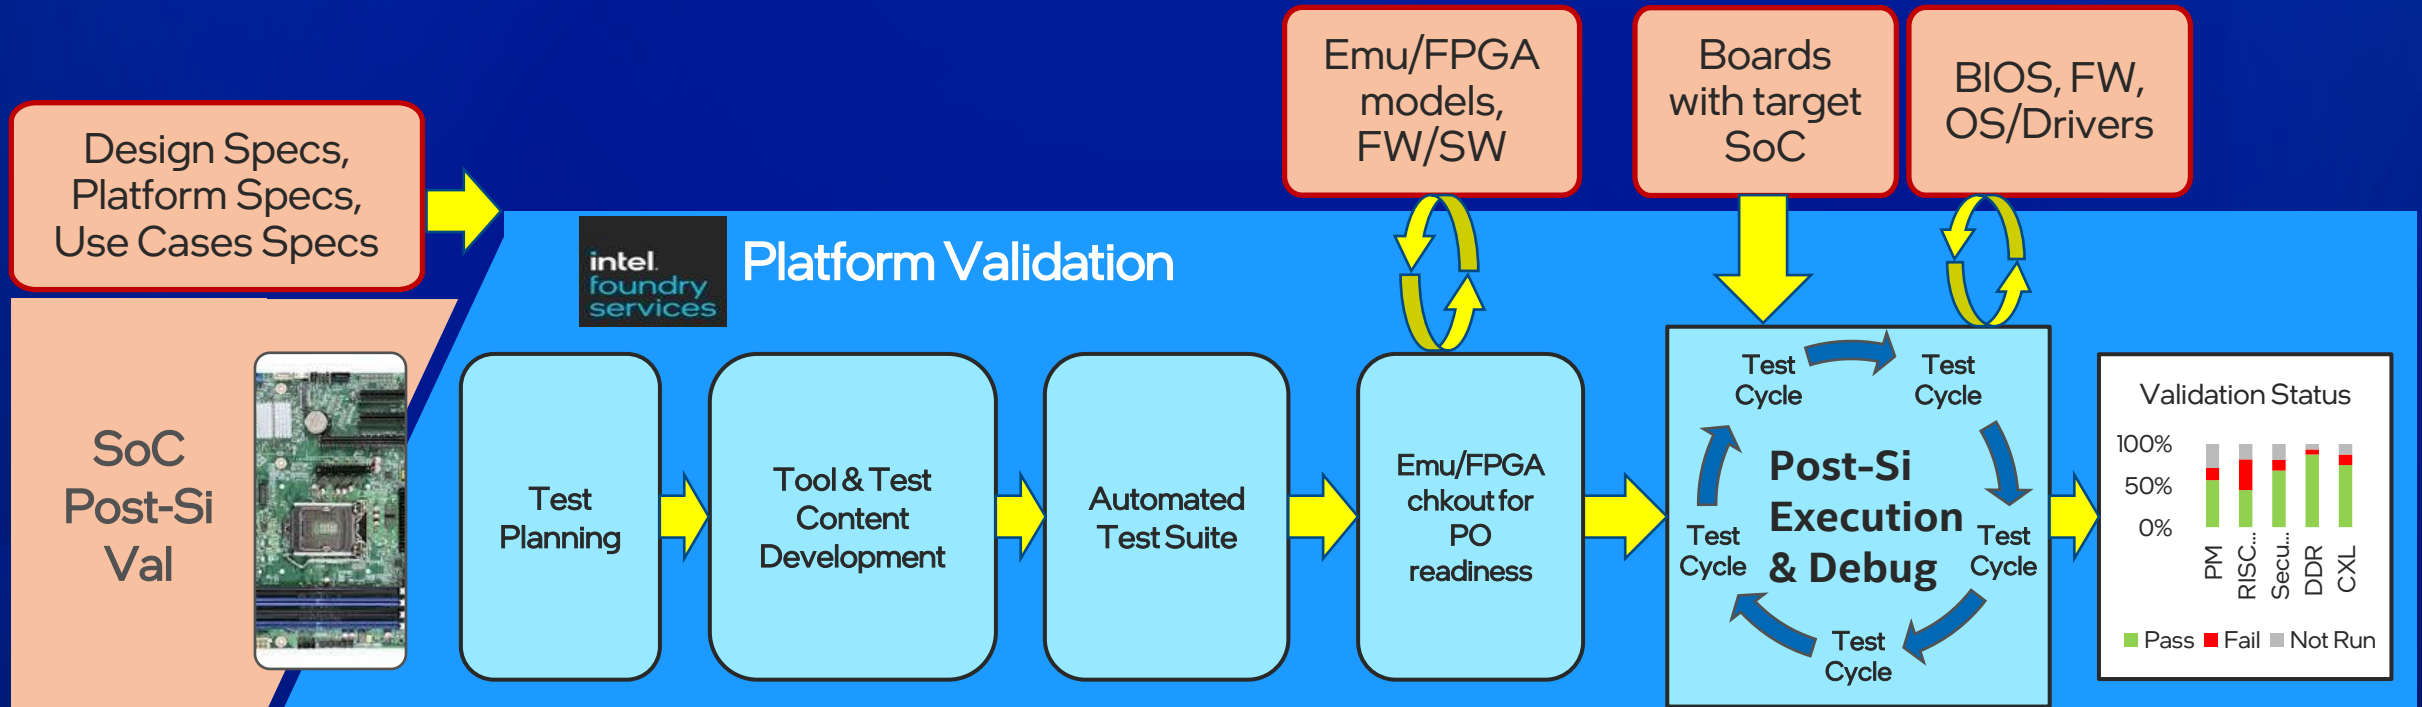 Design Specs,
Platform Specs,
Use Cases Specs
Emu/FPGA
models,
FW/SW
Boards
with target
SoC
BIOS, FW,
OS/Drivers
intel.
foundry
services
Platform Validation
SoC
Post-Si
Val
Test
Planning
Tool & Test
Content
Development
Automated
Test Suite
Emu/FPGA
chkout for
PO
readiness
Test
Cycle
Test
Cycle
Test
Cycle
Test
Cycle
Test
Cycle
Post-Si
Execution
& Debug
Validation Status
100%
50%
0%
PM
RISC...
Secu...
DDR
CXL
Pass
Fail
Not Run